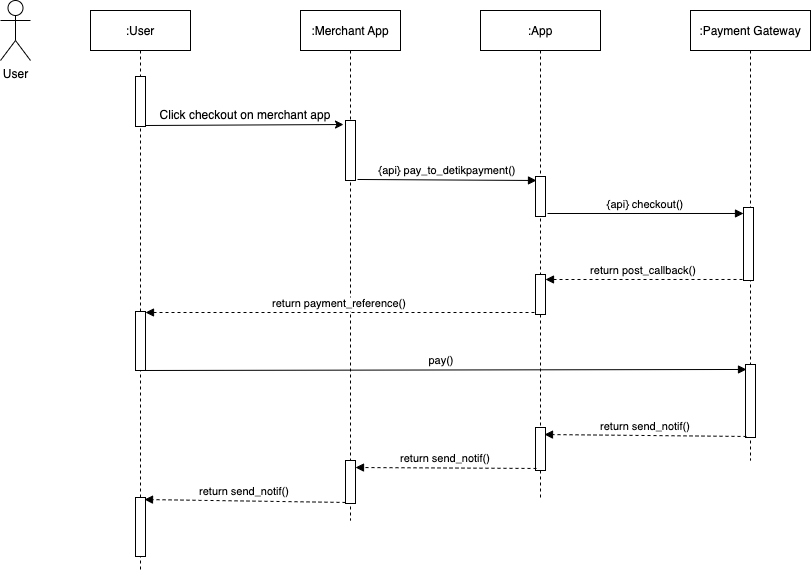 :User
:Merchant App
:App
:Payment Gateway
User
Click checkout on merchant app
{api} pay_to_detikpayment()
{api} checkout()
return post_callback()
return payment_reference()
pay()
return send_notif()
return send_notif()
return send_notif()